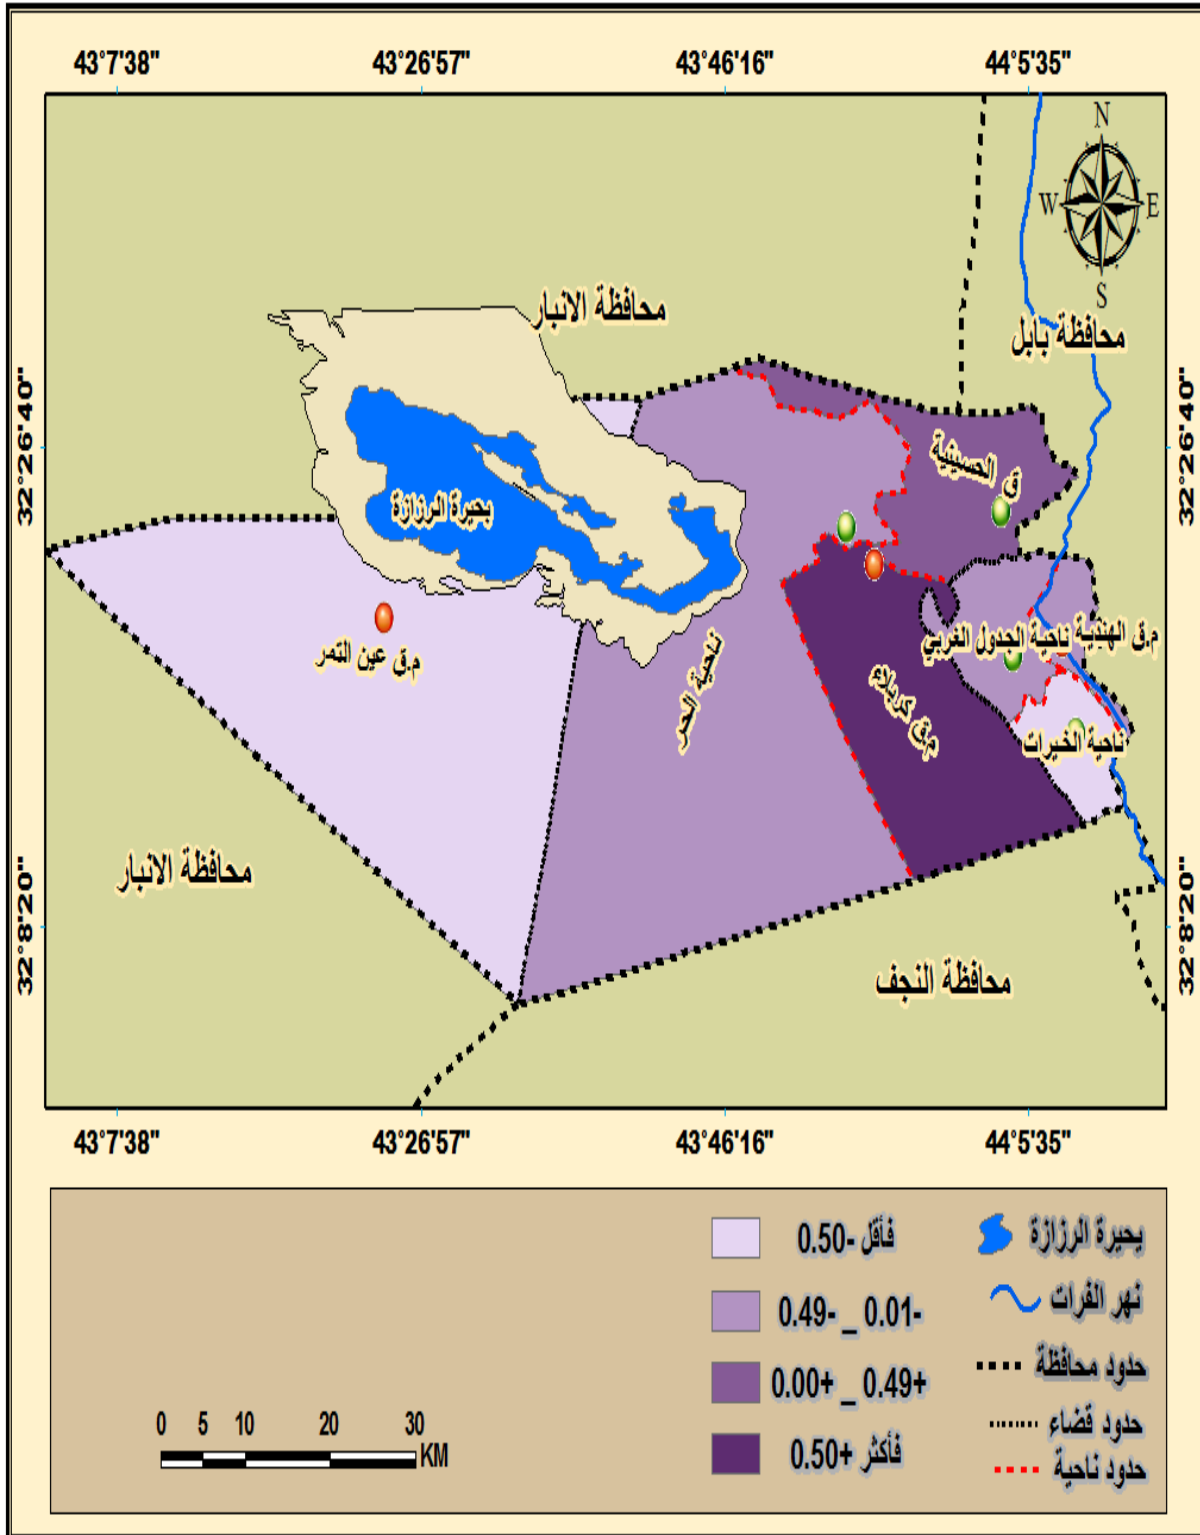 43°7'38"
43°26'57"
43°46'16"
44°5'35"
N
W
E
S
32°26'40"
32°26'40"
محافظة الانبار
محافظة بابل
ق الحسينية
بحيرة الرزازة
م.ق عين التمر
ناحية الحر
م.ق كربلاء
ناحية الجدول الغربي
م.ق الهندية
ناحية الخيرات
محافظة الانبار
محافظة النجف
32°8'20"
32°8'20"
43°7'38"
43°26'57"
43°46'16"
44°5'35"
بحيرة الرزازة
نهر الفرات
حدود محافظة
حدود قضاء
حدود ناحية
0.50- فأقل
0.49- _ 0.01-
0.00+ _ 0.49+
0.50+ فأكثر
0 5 10 20 30
KM